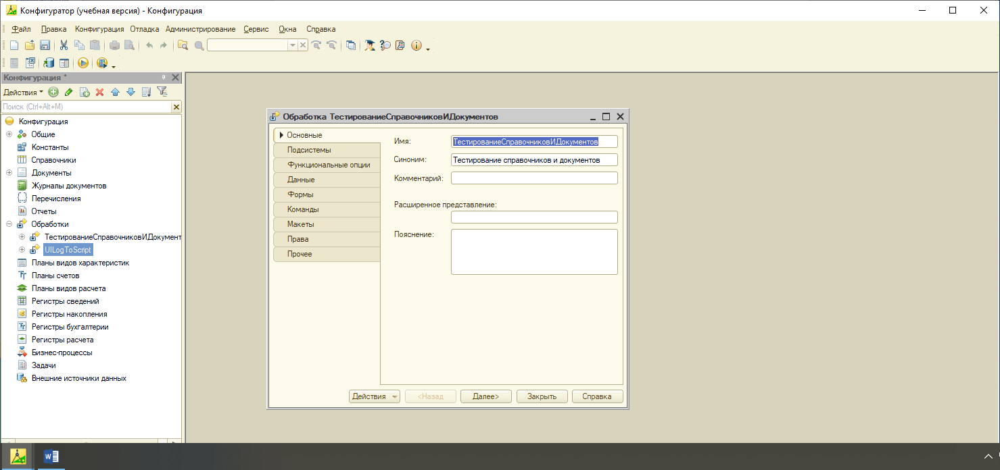 Конфигуратор (учебная версия) - Конфигурация
Файл Правка Конфигурация Отладка Администрирование Сервис Окна Справка
Конфигурация *
Действия
Поиск (Ctrl+Alt+M)
Конфигурация
Общие
Константы
Справочники
Документы
Журналы документов
Перечисления
Отчеты
Обработки
ТестированиеСправочниковИДокумент
UILogToScript
Планы видов характеристик
Планы счетов
Планы видов расчета
Регистры сведений
Регистры накопления
Регистры бухгалтерии
Регистры расчета
Бизнес-процессы
Задачи
Внешние источники данных
Обработка ТестированиеСправочниковИДокументов
Основные
Подсистемы
Функциональные опции
Данные
Формы
Команды
Макеты
Права
Прочее
Имя: ТестированиеСправочниковИДокументов
Синоним: Тестирование справочников и документов
Комментарий:
Расширенное представление:
Пояснение:
Действия <Назад Далее> Закрыть Справка